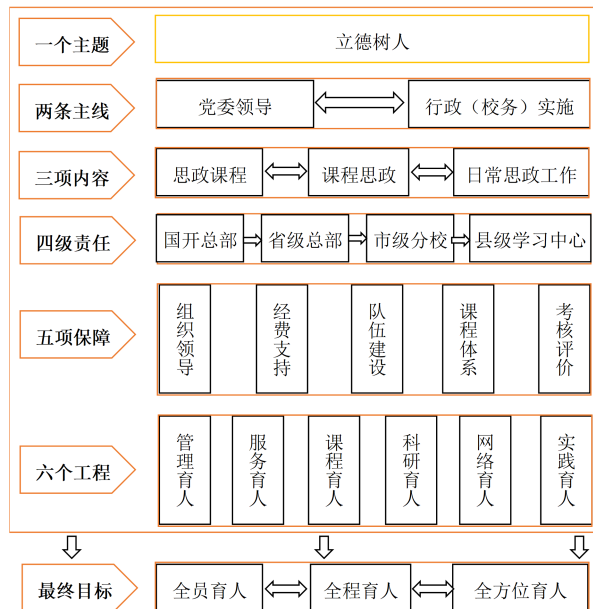 一个主题
立德树人
两条主线
党委领导
行政（校务）实施
三项内容
思政课程
课程思政
日常思政工作
四级责任
国开总部
省级总部
市级分校
县级学习中心
五项保障
组织领导
经费支持
队伍建设
课程体系
考核评价
六个工程
管理育人
服务育人
课程育人
科研育人
网络育人
实践育人
最终目标
全员育人
全程育人
全方位育人